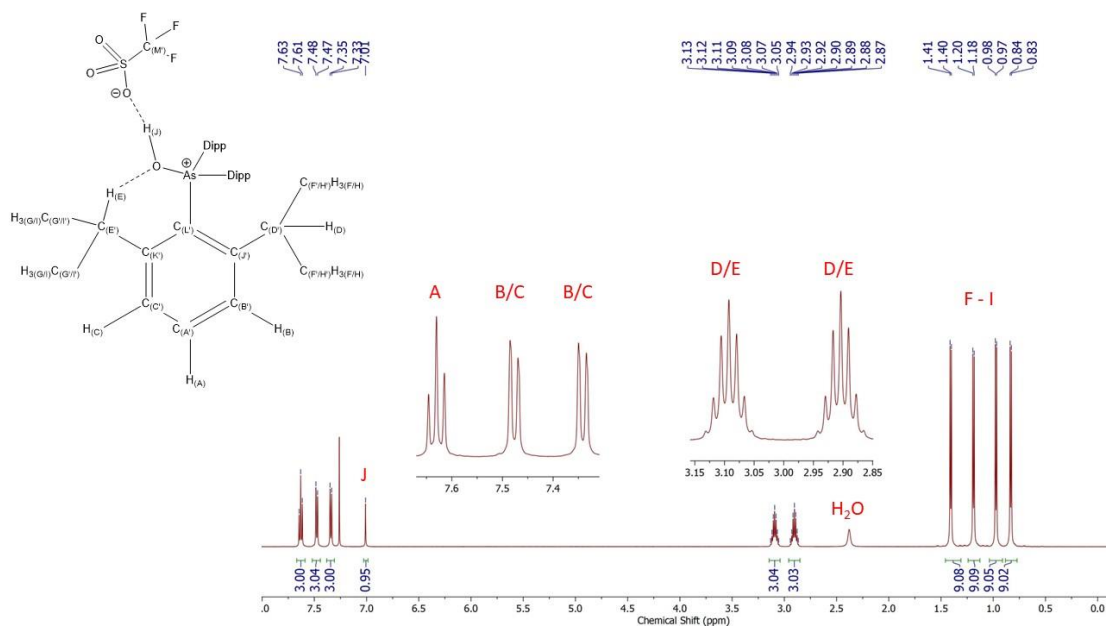 F
F
F
C(M')
O
S
O
⊖O
H(J)
O
⊕
As
Dipp
Dipp
H(E)
H3(G/I)C(G'/I')
C(E')
H3(G/I)C(G'/I')
C(K')
C(L')
C(J')
C(D')
H(D)
C(F'/H')H3(F/H)
C(F'/H')H3(F/H)
C(C')
C(A')
C(B')
H(C)
H(B)
H(A)
7.63
7.61
7.48
7.47
7.35
7.33
7.01
3.13
3.12
3.11
3.09
3.08
3.07
3.05
2.94
2.93
2.92
2.90
2.89
2.88
2.87
1.41
1.40
1.20
1.18
0.98
0.97
0.84
0.83
A
B/C
B/C
D/E
D/E
F - I
7.6 7.5 7.4
3.15 3.10 3.05 3.00 2.95 2.90 2.85
J
H2O
3.00
3.04
3.00
0.95
3.04
3.03
9.08
9.09
9.05
9.02
.0 7.5 7.0 6.5 6.0 5.5 5.0 4.5 4.0 3.5 3.0 2.5 2.0 1.5 1.0 0.5 0.0
Chemical Shift (ppm)